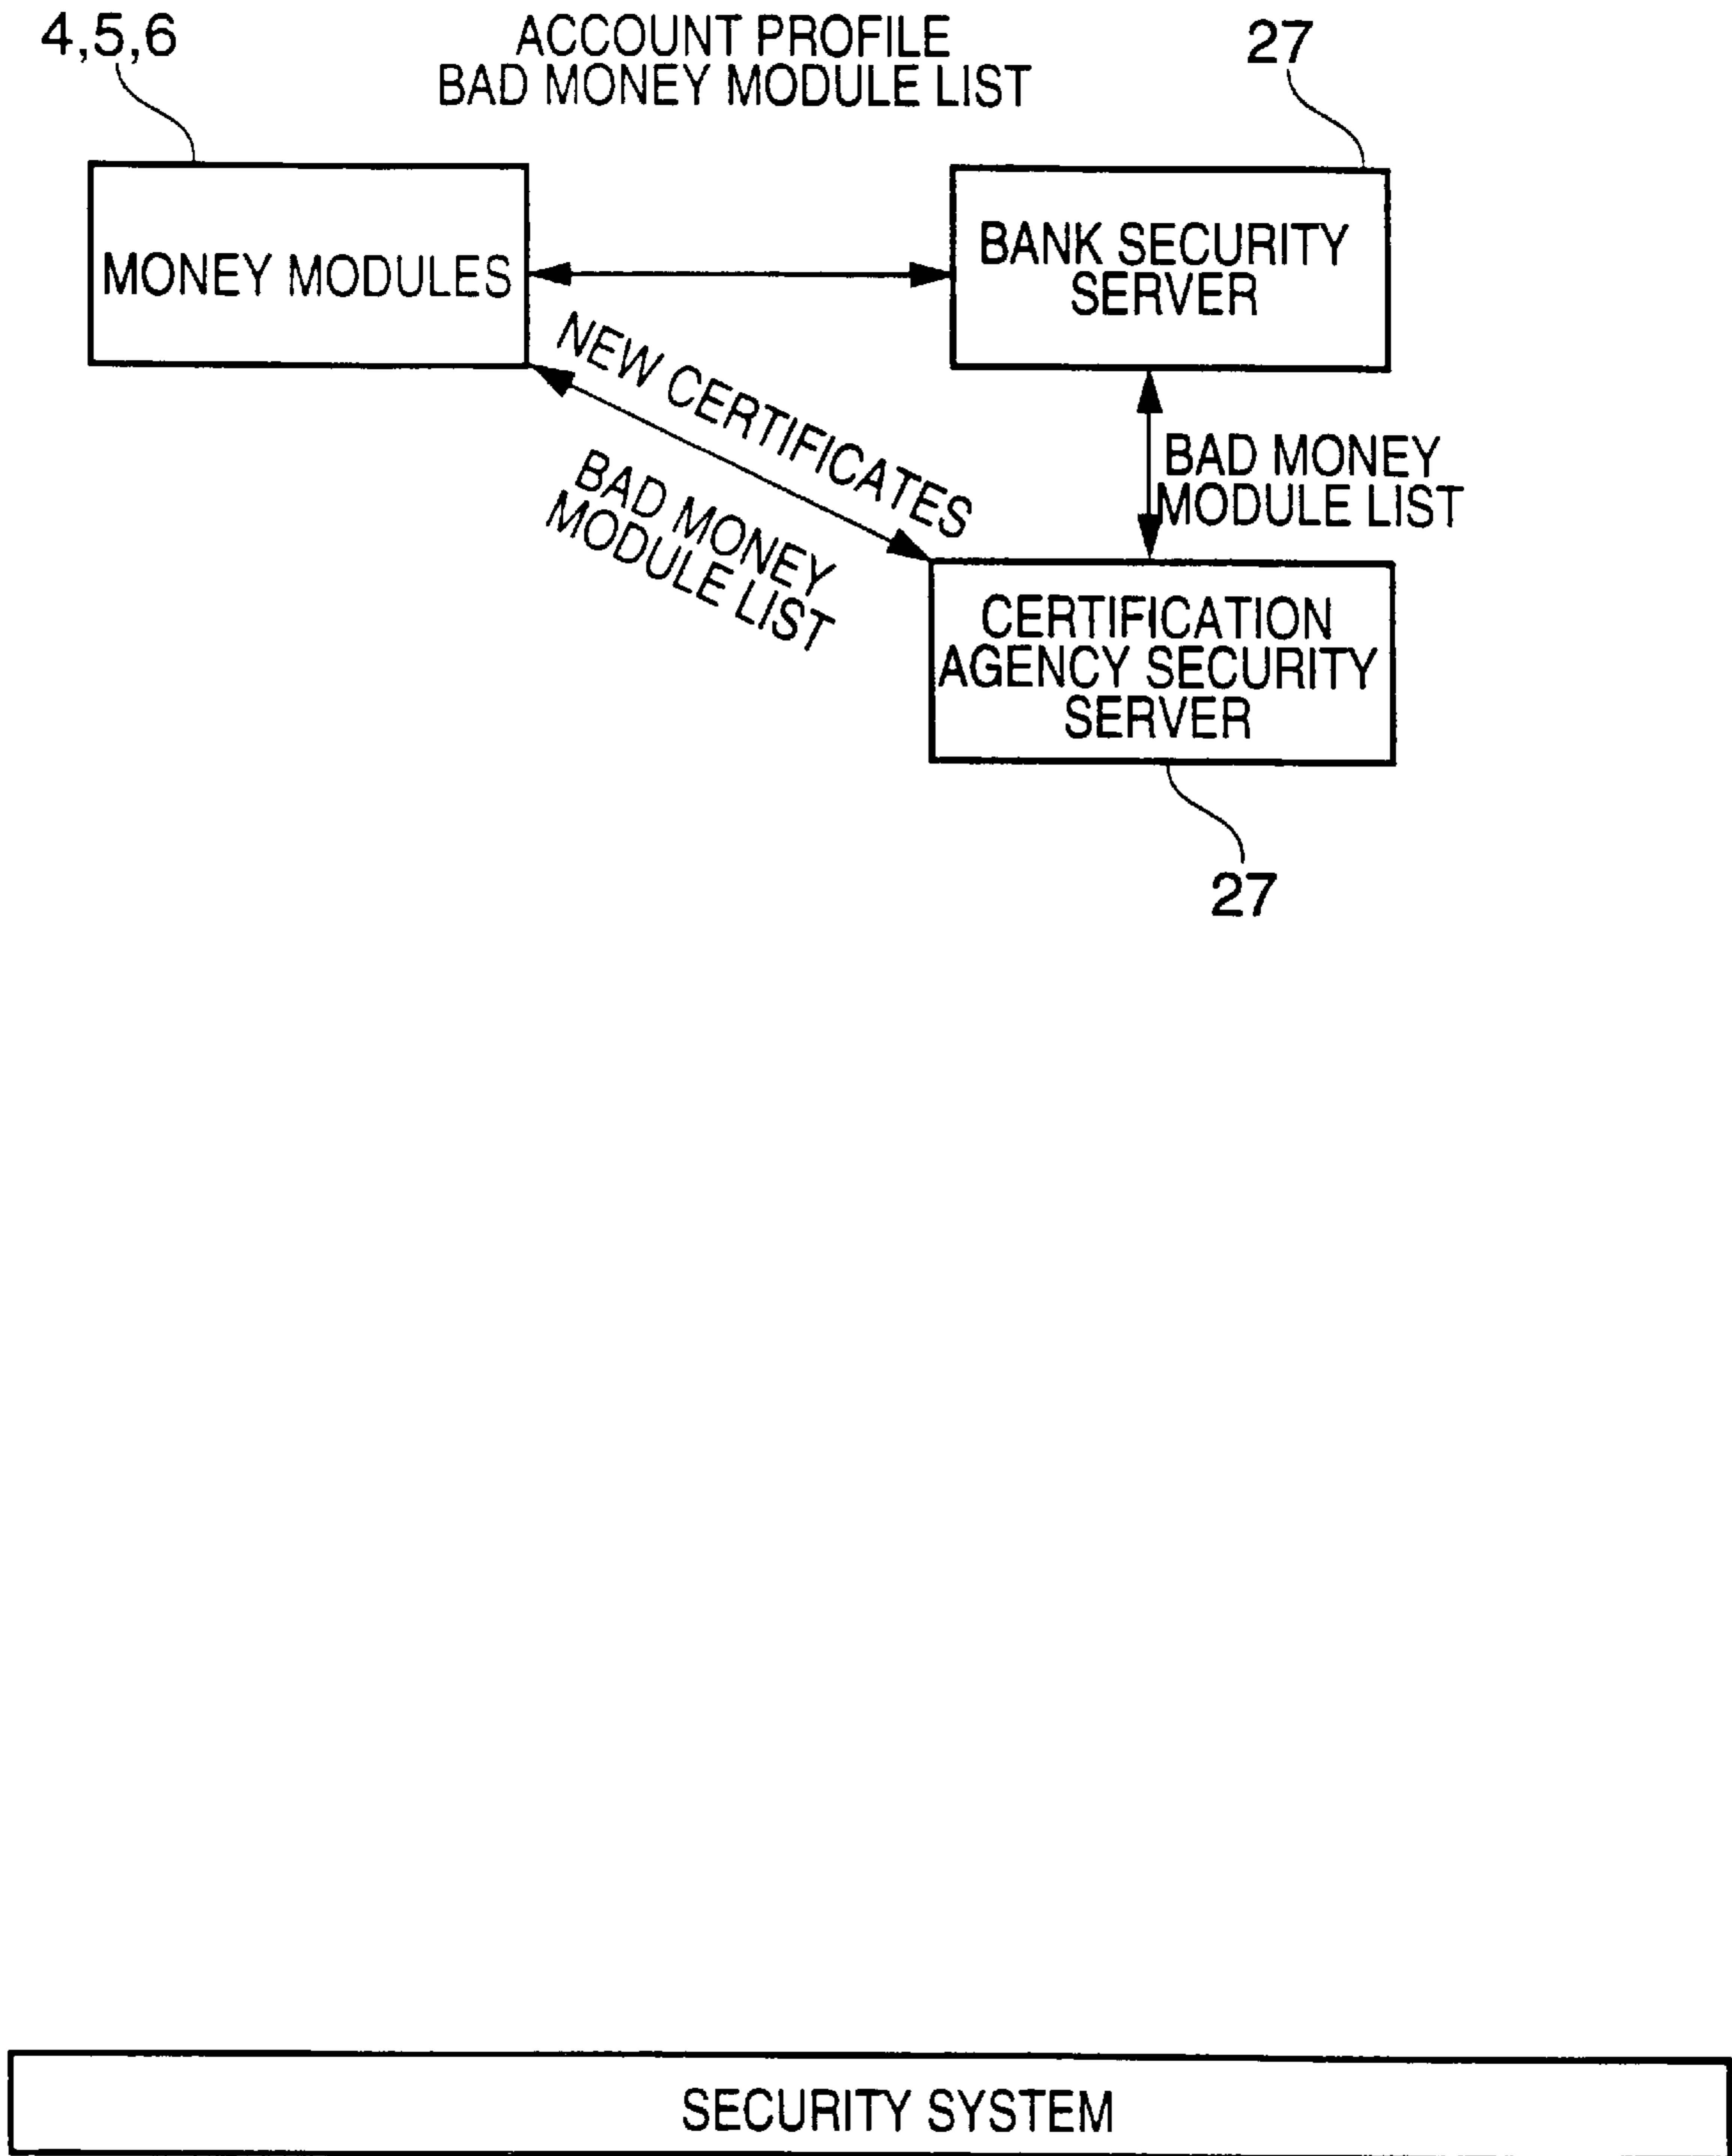 4,5,6
ACCOUNT PROFILE
BAD MONEY MODULE LIST
27
MONEY MODULES
BANK SECURITY
SERVER
NEW CERTIFICATES
BAD MONEY
MODULE LIST
BAD MONEY
MODULE LIST
CERTIFICATION
AGENCY SECURITY
SERVER
27
SECURITY SYSTEM